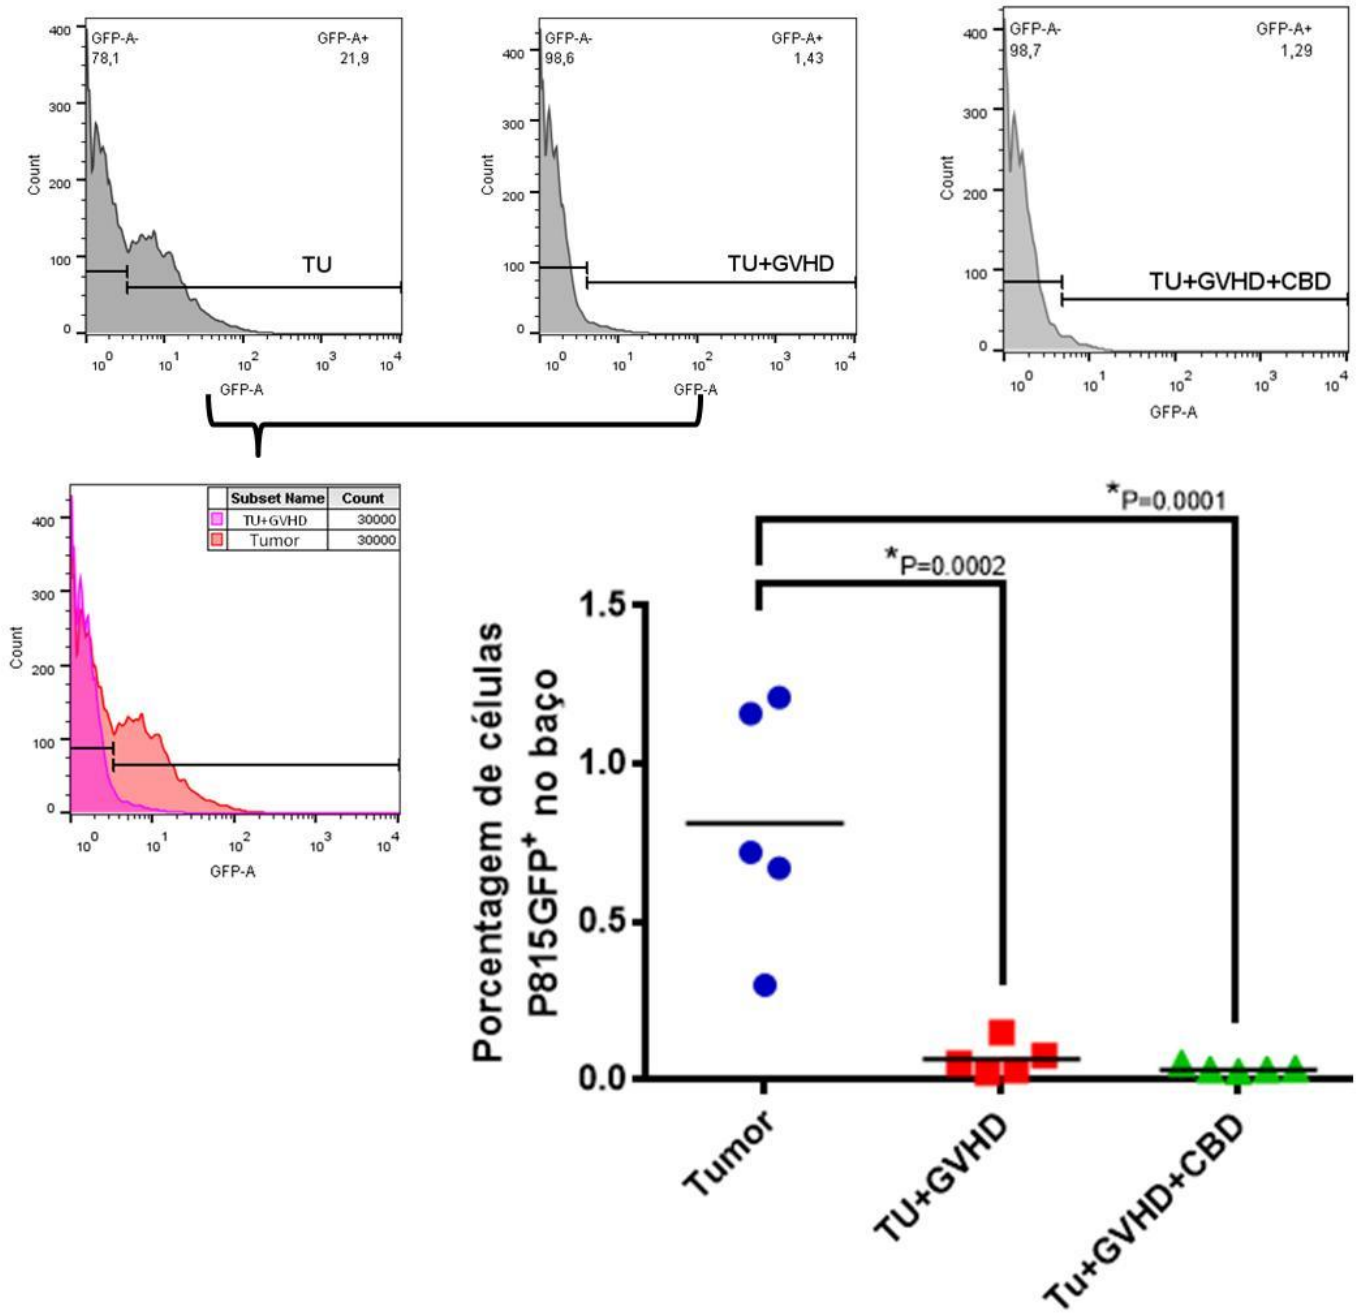 GFP-A- GFP-A+
78,1 21,9
400
300
200
100
0
Count
TU
10^0 10^1 10^2 10^3 10^4
GFP-A
GFP-A- GFP-A+
98,6 1,43
400
300
200
100
0
Count
TU+GVHD
10^0 10^1 10^2 10^3 10^4
GFP-A
GFP-A- GFP-A+
98,7 1,29
400
300
200
100
0
Count
TU+GVHD+CBD
10^0 10^1 10^2 10^3 10^4
GFP-A
Subset Name Count
TU+GVHD 30000
Tumor 30000
400
300
200
100
0
Count
10^0 10^1 10^2 10^3 10^4
GFP-A
*P=0.0001
*P=0.0002
Porcentagem de células
P815GFP+ no baço
1.5
1.0
0.5
0.0
Tumor
TU+GVHD
Tu+GVHD+CBD